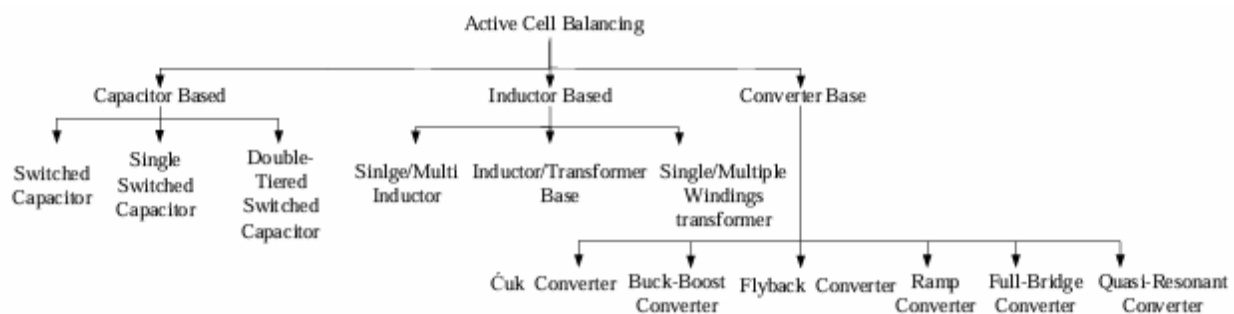 Active Cell Balancing
Capacitor Based
Inductor Based
Converter Base
Switched
Capacitor
Single
Switched
Capacitor
Double-
Tiered
Switched
Capacitor
Sinlge/Multi
Inductor
Inductor/Transformer
Base
Single/Multiple
Windings
transformer
Ćuk Converter
Buck-Boost
Converter
Flyback Converter
Ramp
Converter
Full-Bridge
Converter
Quasi-Resonant
Converter